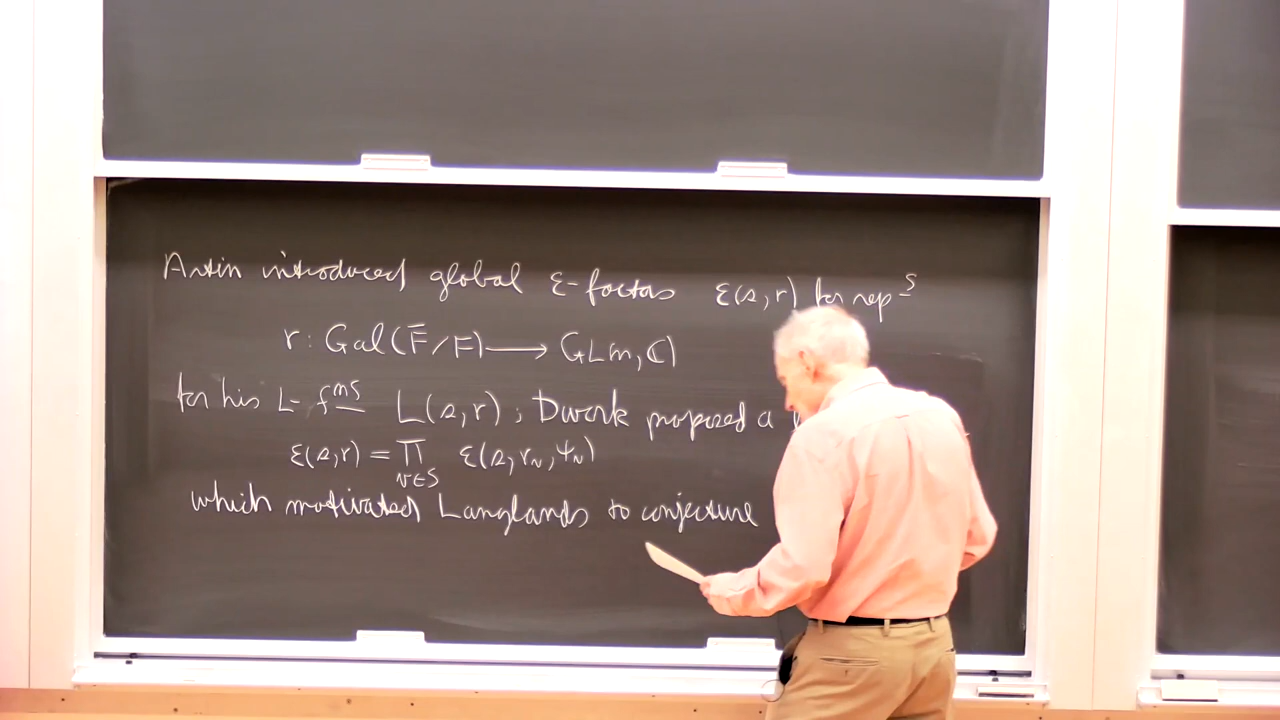 Artin introduced global ε-factors ε(s, r) for rep-s
r: Gal(F̄/F) ⟶ GL(n, ℂ)
for his L-fns L(s, r); Dwork proposed a
ε(s, r) = ∏_{v∈S} ε(s, r_v, ψ_v)
which motivated Langlands to conjecture